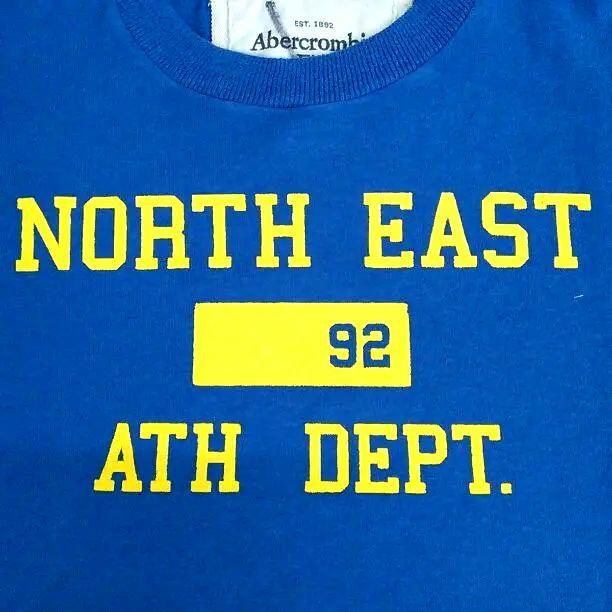 EST. 1892
NORTH EAST
92
ATH DEPT.